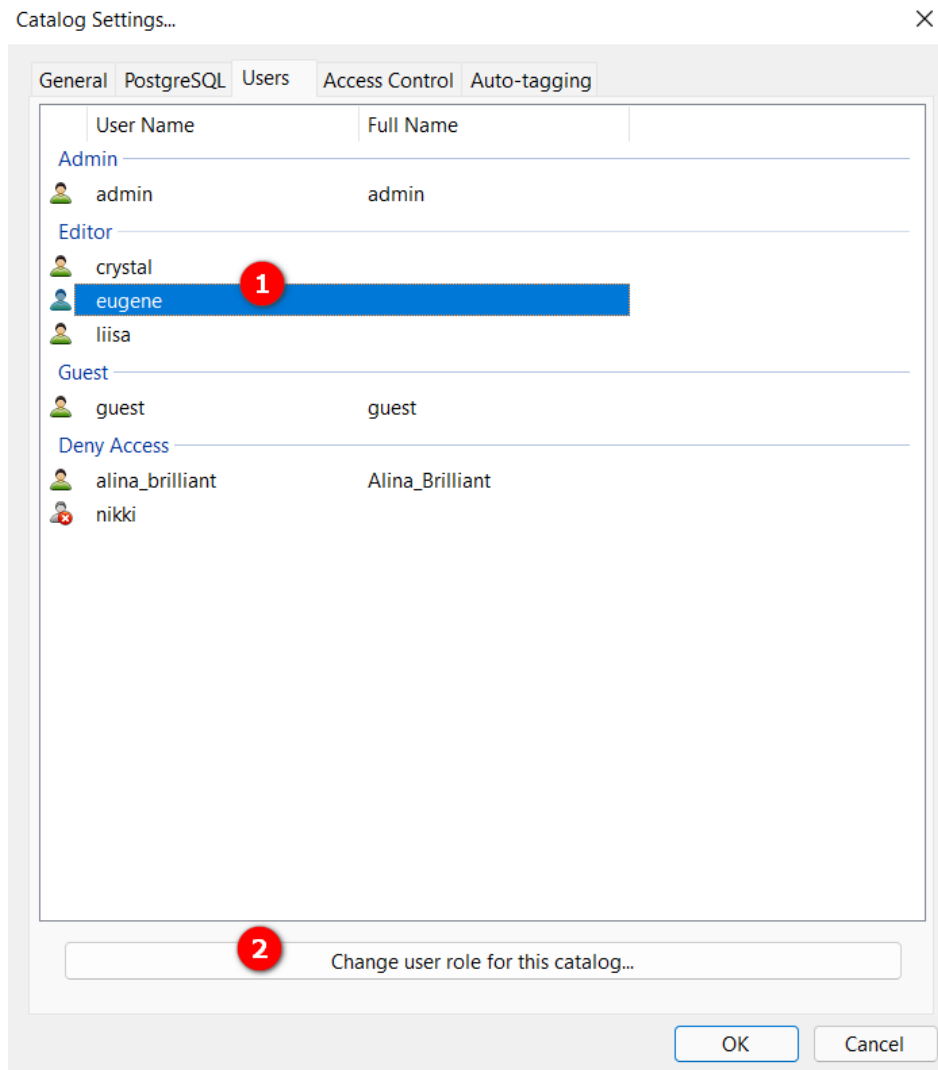 Catalog Settings...
General PostgreSQL Users Access Control Auto-tagging
User Name Full Name
Admin
admin admin
Editor
crystal
1
eugene
liisa
Guest
guest guest
Deny Access
alina_brilliant Alina_Brilliant
nikki
2
Change user role for this catalog...
OK Cancel